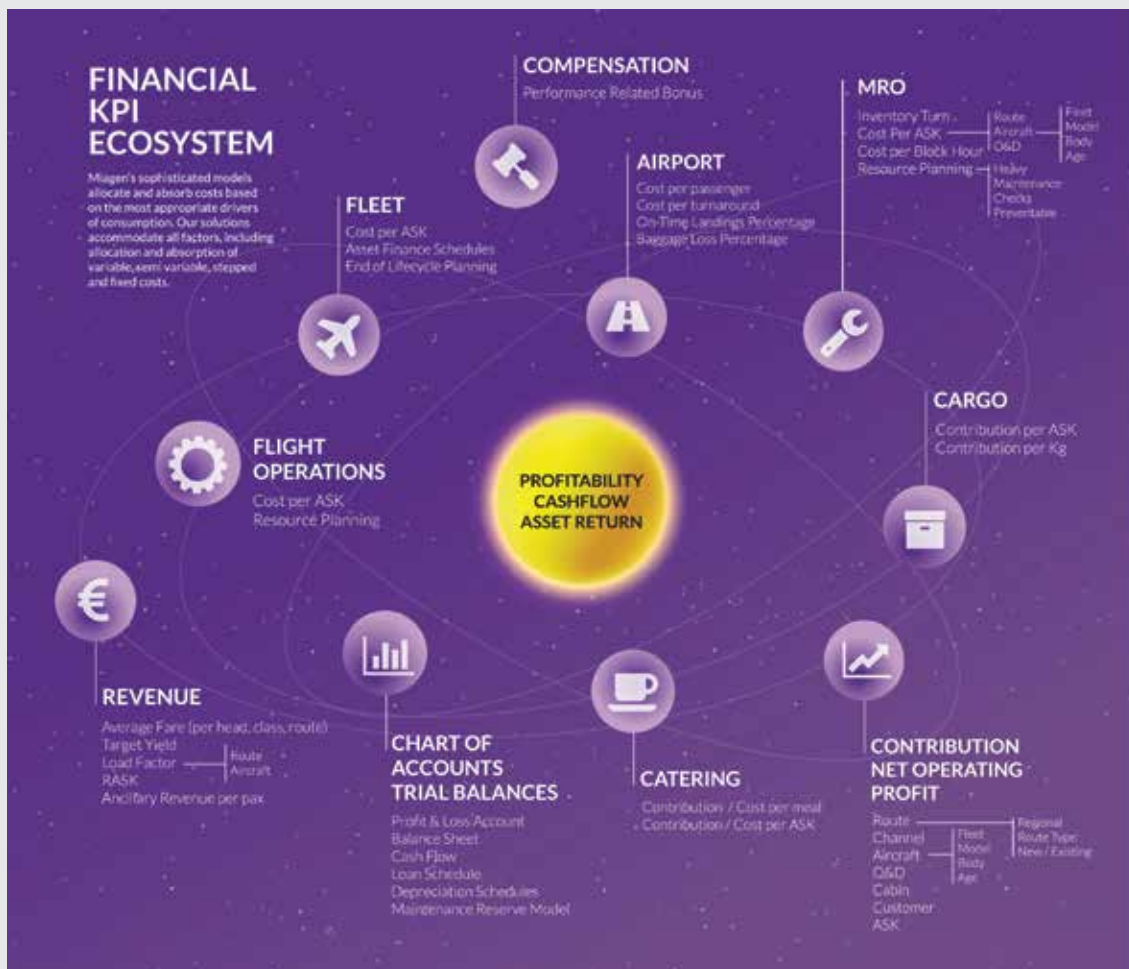 FINANCIAL
KPI
ECOSYSTEM
Miagen's sophisticated models
allocate and absorb costs based
on the most appropriate drivers
of consumption. Our solutions
accommodate all factors, including
allocation and absorption of
variable, semi variable, stepped
and fixed costs.
COMPENSATION
Performance Related Bonus
MRO
Inventory Turn
Cost Per ASK
Cost per Block Hour
Resource Planning
Route
Aircraft
O&D
Fleet
Model
Body
Age
Heavy
Maintenance
Checks
Preventable
AIRPORT
Cost per passenger
Cost per turnaround
On-Time Landings Percentage
Baggage Loss Percentage
FLEET
Cost per ASK
Asset Finance Schedules
End of Lifecycle Planning
CARGO
Contribution per ASK
Contribution per Kg
FLIGHT
OPERATIONS
Cost per ASK
Resource Planning
PROFITABILITY
CASHFLOW
ASSET RETURN
€
REVENUE
Average Fare (per head, class, route)
Target Yield
Load Factor
RASK
Ancillary Revenue per pax
Route
Aircraft
CHART OF
ACCOUNTS
TRIAL BALANCES
Profit & Loss Account
Balance Sheet
Cash Flow
Loan Schedule
Depreciation Schedules
Maintenance Reserve Model
CATERING
Contribution / Cost per meal
Contribution / Cost per ASK
CONTRIBUTION
NET OPERATING
PROFIT
Route
Channel
Aircraft
O&D
Cabin
Customer
ASK
Fleet
Model
Body
Age
Regional
Route Type
New / Existing